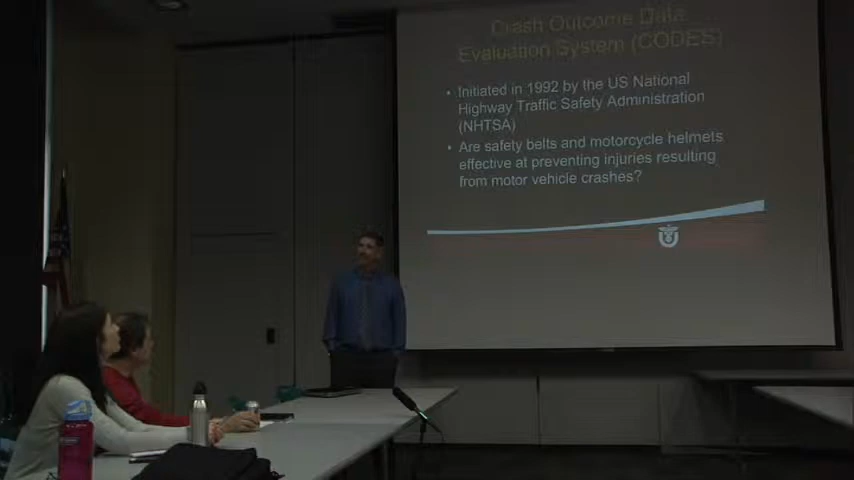 Crash Outcome Data
Evaluation System (CODES)
• Initiated in 1992 by the US National
Highway Traffic Safety Administration
(NHTSA)
• Are safety belts and motorcycle helmets
effective at preventing injuries resulting
from motor vehicle crashes?